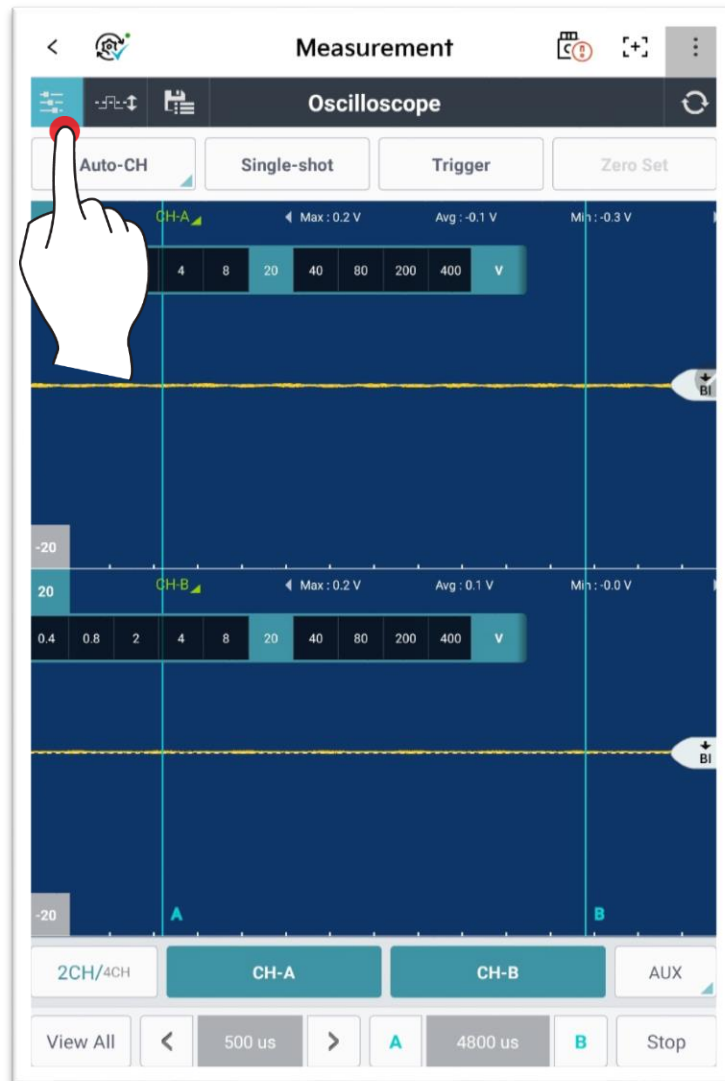 Measurement
Oscilloscope
Auto-CH Single-shot Trigger Zero Set
CH-A Max : 0.2 V Avg : -0.1 V Min : -0.3 V
4 8 20 40 80 200 400 V
BI
-20
20 CH-B Max : 0.2 V Avg : 0.1 V Min : -0.0 V
0.4 0.8 2 4 8 20 40 80 200 400 V
BI
-20 A B
2CH/4CH CH-A CH-B AUX
View All < 500 us > A 4800 us B Stop